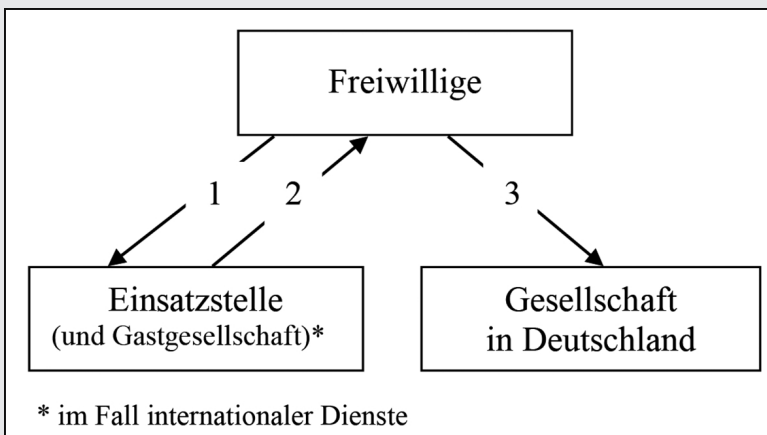 Freiwillige
1
2
3
Einsatzstelle
(und Gastgesellschaft)*
Gesellschaft
in Deutschland
* im Fall internationaler Dienste